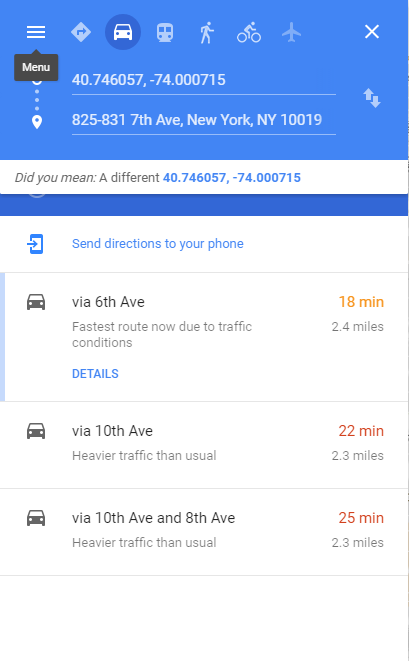 Menu
40.746057, -74.000715
825-831 7th Ave, New York, NY 10019
Did you mean: A different 40.746057, -74.000715
Send directions to your phone
via 6th Ave 18 min
Fastest route now due to traffic 2.4 miles
conditions
DETAILS
via 10th Ave 22 min
Heavier traffic than usual 2.3 miles
via 10th Ave and 8th Ave 25 min
Heavier traffic than usual 2.3 miles